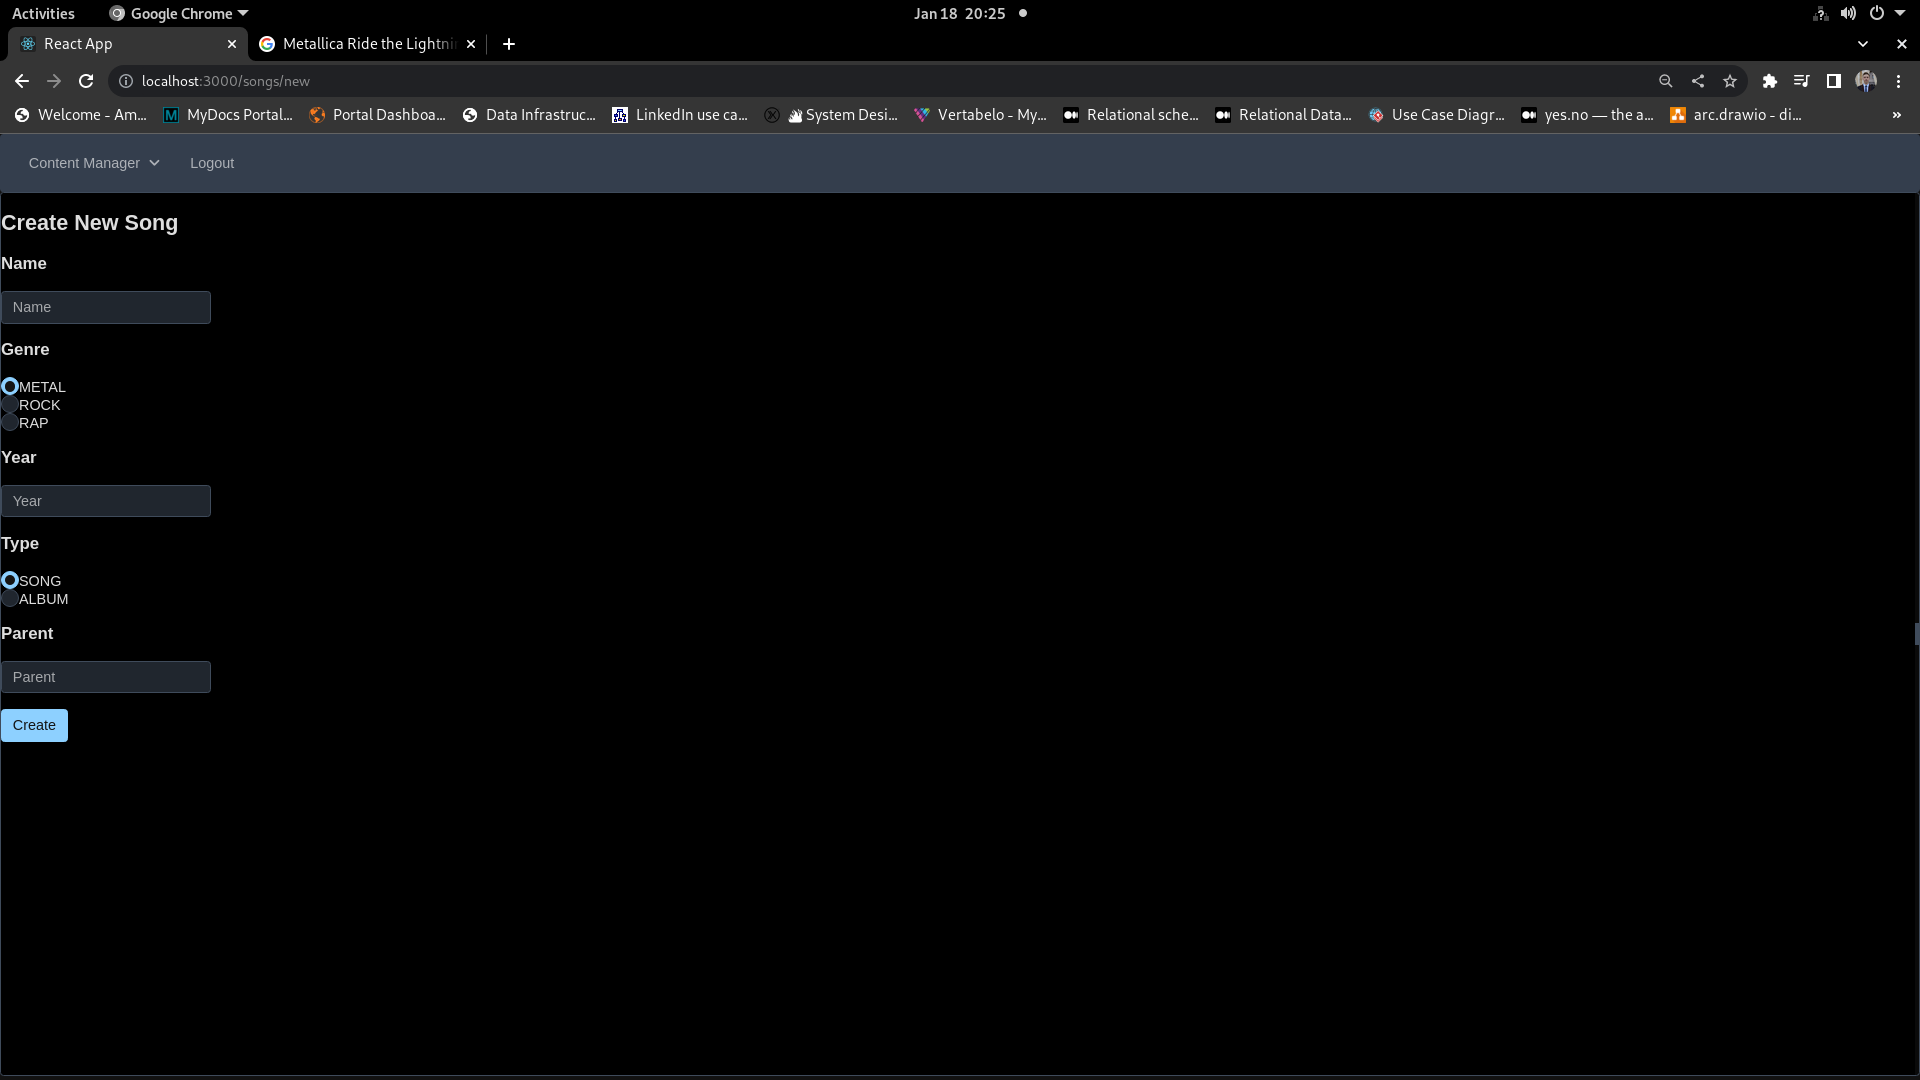 Activities Google Chrome Jan 18 20:25
React App Metallica Ride the Lightnin
localhost:3000/songs/new
Welcome - Am... MyDocs Portal... Portal Dashboa... Data Infrastruc... LinkedIn use ca... System Desi... Vertabelo - My... Relational sche... Relational Data... Use Case Diagr... yes.no — the a... arc.drawio - di... »
Content Manager Logout
Create New Song
Name
Name
Genre
METAL
ROCK
RAP
Year
Year
Type
SONG
ALBUM
Parent
Parent
Create